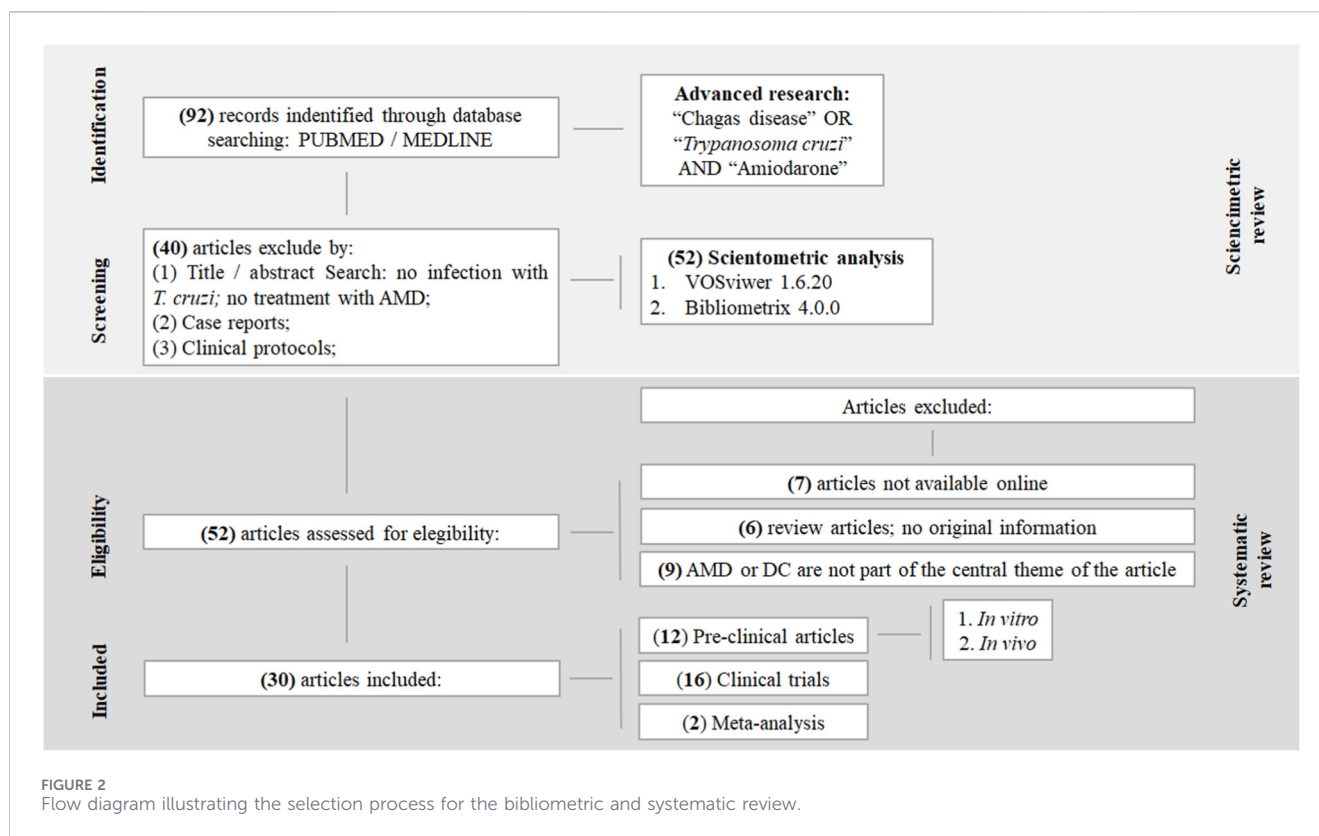 Identification
(92) records indentified through database
searching: PUBMED / MEDLINE
Advanced research:
“Chagas disease” OR
“Trypanosoma cruzi”
AND “Amiodarone”
Sciencimetric
review
Screening
(40) articles exclude by:
(1) Title / abstract Search: no infection with
T. cruzi; no treatment with AMD;
(2) Case reports;
(3) Clinical protocols;
(52) Scientometric analysis
1. VOSviwer 1.6.20
2. Bibliometrix 4.0.0
Eligibility
(52) articles assessed for elegibility:
Articles excluded:
(7) articles not available online
(6) review articles; no original information
(9) AMD or DC are not part of the central theme of the article
Systematic
review
Included
(30) articles included:
(12) Pre-clinical articles
1. In vitro
2. In vivo
(16) Clinical trials
(2) Meta-analysis
FIGURE 2
Flow diagram illustrating the selection process for the bibliometric and systematic review.